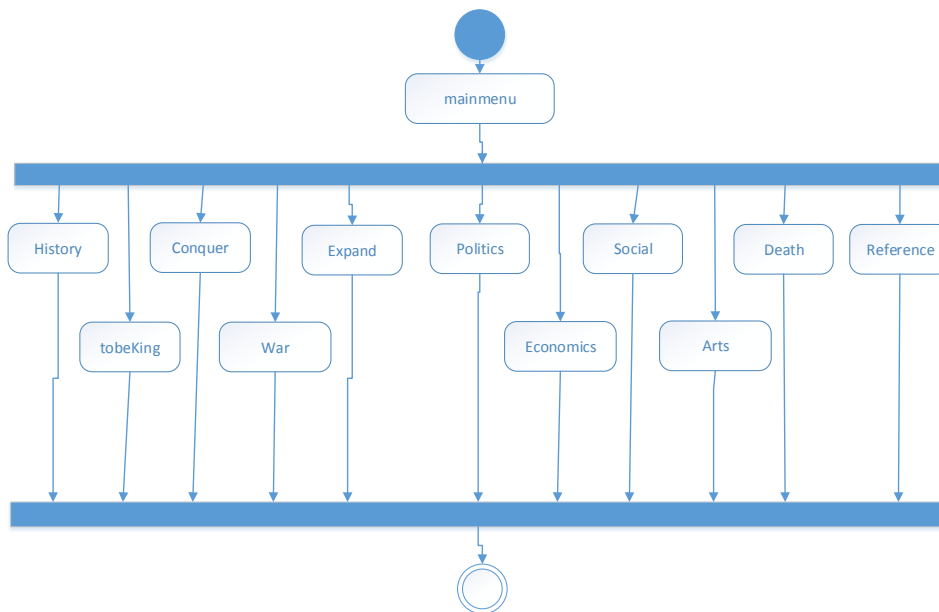 mainmenu
History
Conquer
Expand
Politics
Social
Death
Reference
tobeKing
War
Economics
Arts